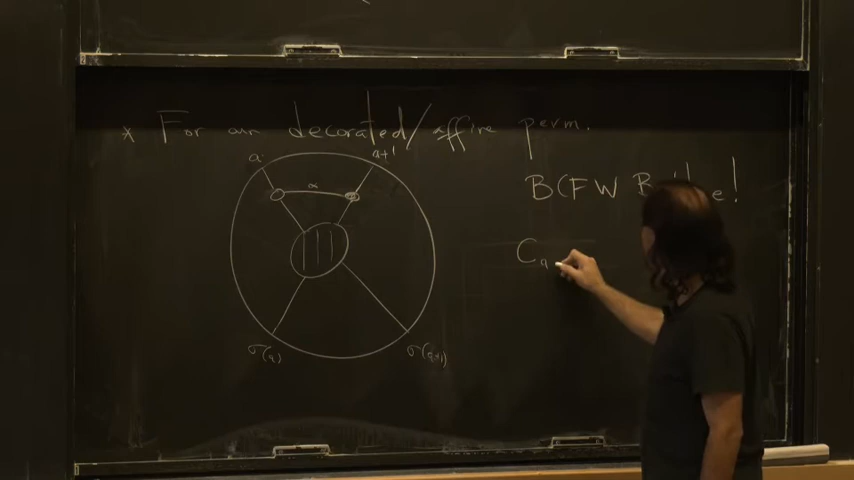 * For an decorated/affine perm.
a a+1
α
BCFW
C a
σ(a) σ(a+1)